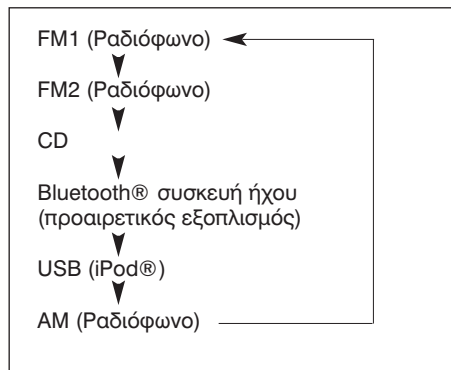 FM1 (Ραδιόφωνο)
FM2 (Ραδιόφωνο)
CD
Bluetooth® συσκευή ήχου
(προαιρετικός εξοπλισμός)
USB (iPod®)
AM (Ραδιόφωνο)